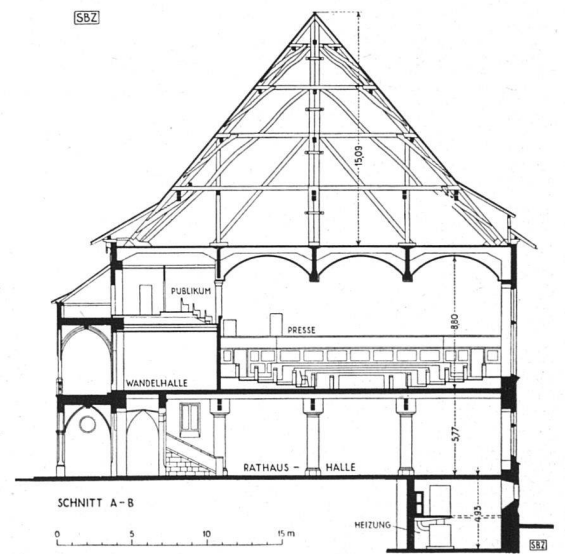 SBZ
15,09
PUBLIKUM
8,80
PRESSE
WANDELHALLE
5,77
RATHAUS - HALLE
SCHNITT A-B
4,95
HEIZUNG
0 5 10 15 m
SBZ